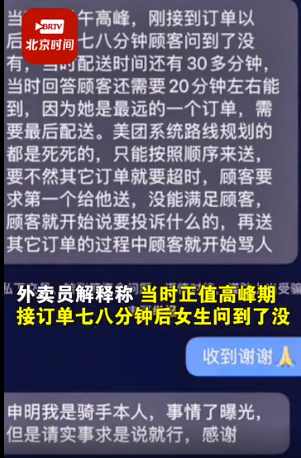 BRTV
北京时间
当
午高峰,刚接到订单以
后
七八分钟顾客问到了没
有,当时配送时间还有30多分钟,
当时回答顾客还需要20分钟左右能
到,因为她是最远的一个订单,需
要最后配送。美团系统路线规划的
都是死死的,只能按照顺序来送,
要不然其它订单就要超时,顾客要
求第一个给他送,没能满足顾客,
顾客就开始说要投诉什么的,再送
其它订单的过程中顾客就开始骂人
外卖员解释称 当时正值高峰期
接订单七八分钟后女生问到了没
收到谢谢🙏
申明我是骑手本人,事情了曝光,
但是请实事求是说就行,感谢